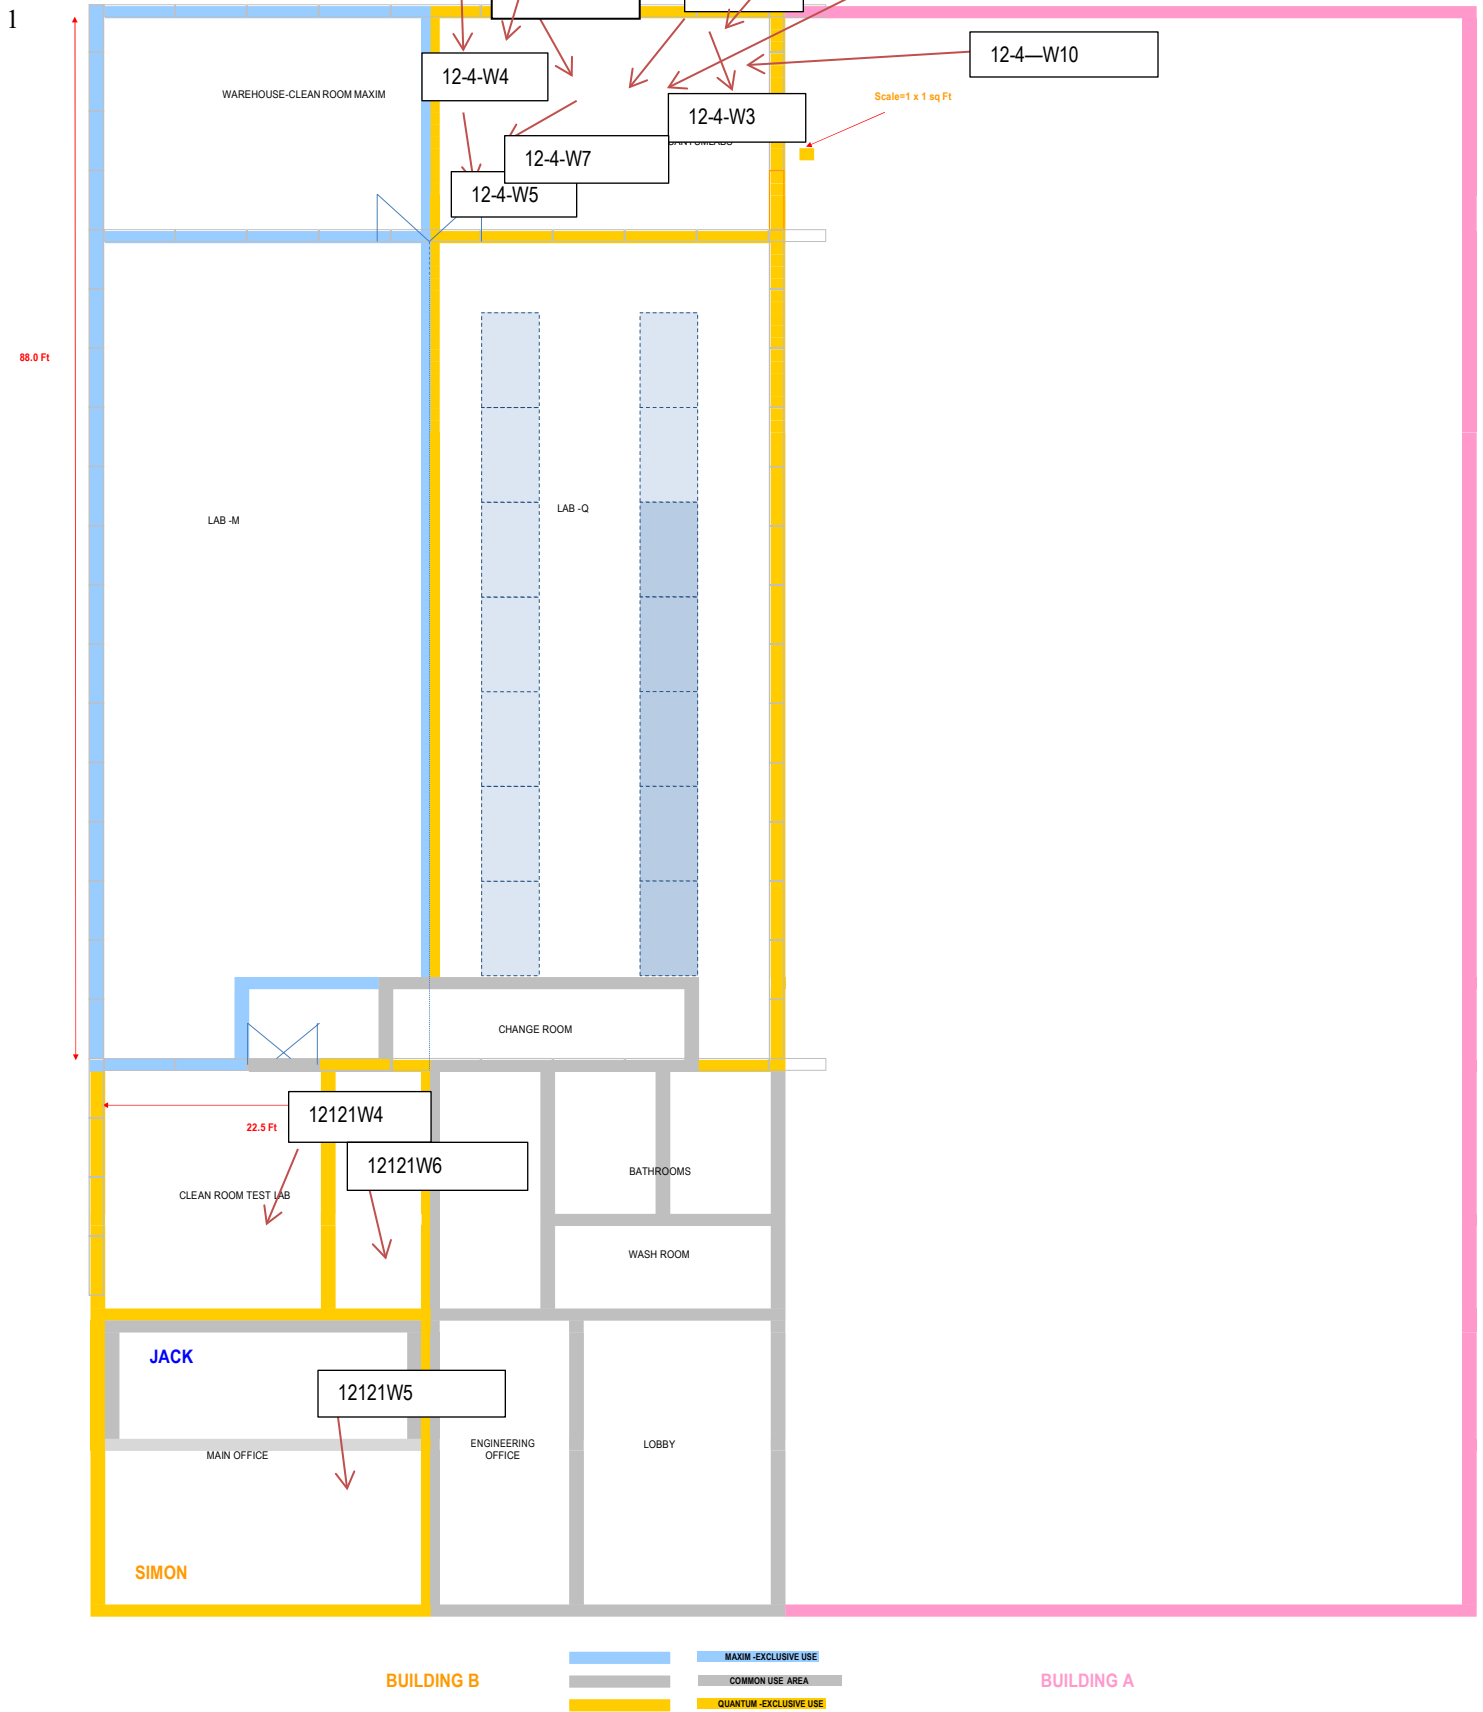 1
12-4-W4
12-4—W10
WAREHOUSE-CLEAN ROOM MAXIM
Scale=1 x 1 sq Ft
12-4-W3
12-4-W7
12-4-W5
88.0 Ft
LAB -M
LAB -Q
CHANGE ROOM
12121W4
22.5 Ft
12121W6
BATHROOMS
CLEAN ROOM TEST LAB
WASH ROOM
JACK
12121W5
ENGINEERING
OFFICE
LOBBY
MAIN OFFICE
SIMON
MAXIM -EXCLUSIVE USE
BUILDING B
COMMON USE AREA
BUILDING A
QUANTUM -EXCLUSIVE USE